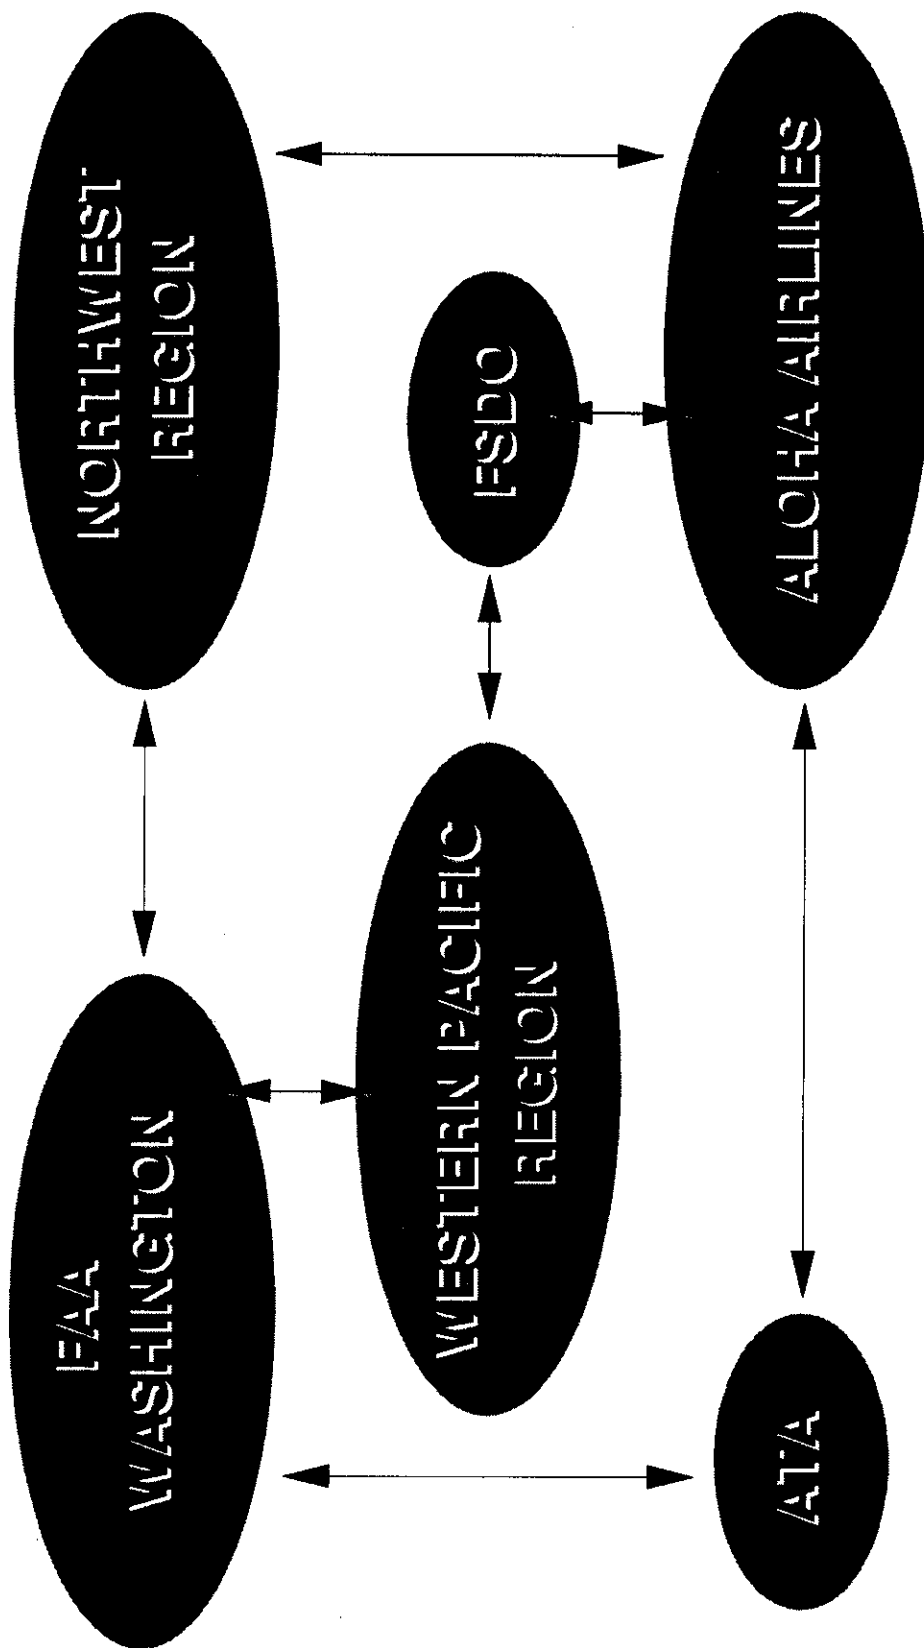 FAA
WASHINGTON
NORTHWEST
REGION
WESTERN PACIFIC
REGION
FSDO
ATA
ALOHA AIRLINES